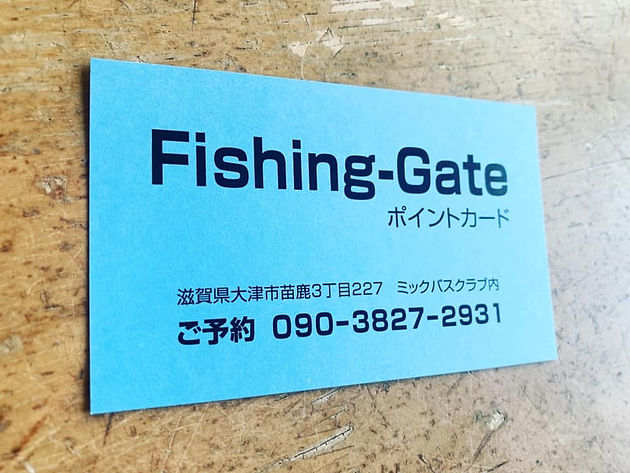 Fishing-Gate
ポイントカード
滋賀県大津市苗鹿3丁目227 ミックバスクラブ内
ご予約 090-3827-2931